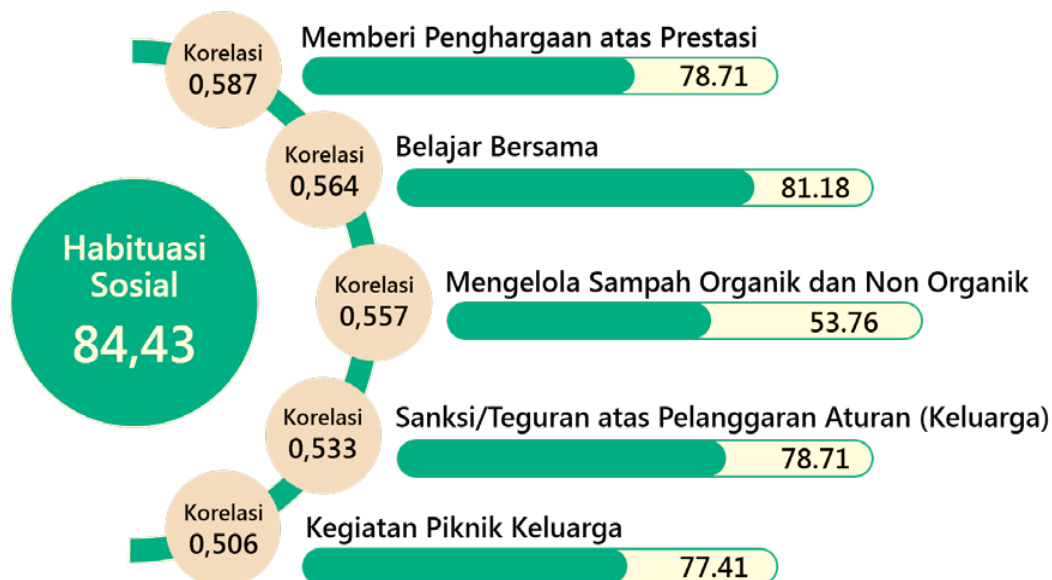 Memberi Penghargaan atas Prestasi
Korelasi
0,587
78.71
Belajar Bersama
Korelasi
0,564
81.18
Habituasi
Sosial
84,43
Mengelola Sampah Organik dan Non Organik
Korelasi
0,557
53.76
Sanksi/Teguran atas Pelanggaran Aturan (Keluarga)
Korelasi
0,533
78.71
Kegiatan Piknik Keluarga
Korelasi
0,506
77.41